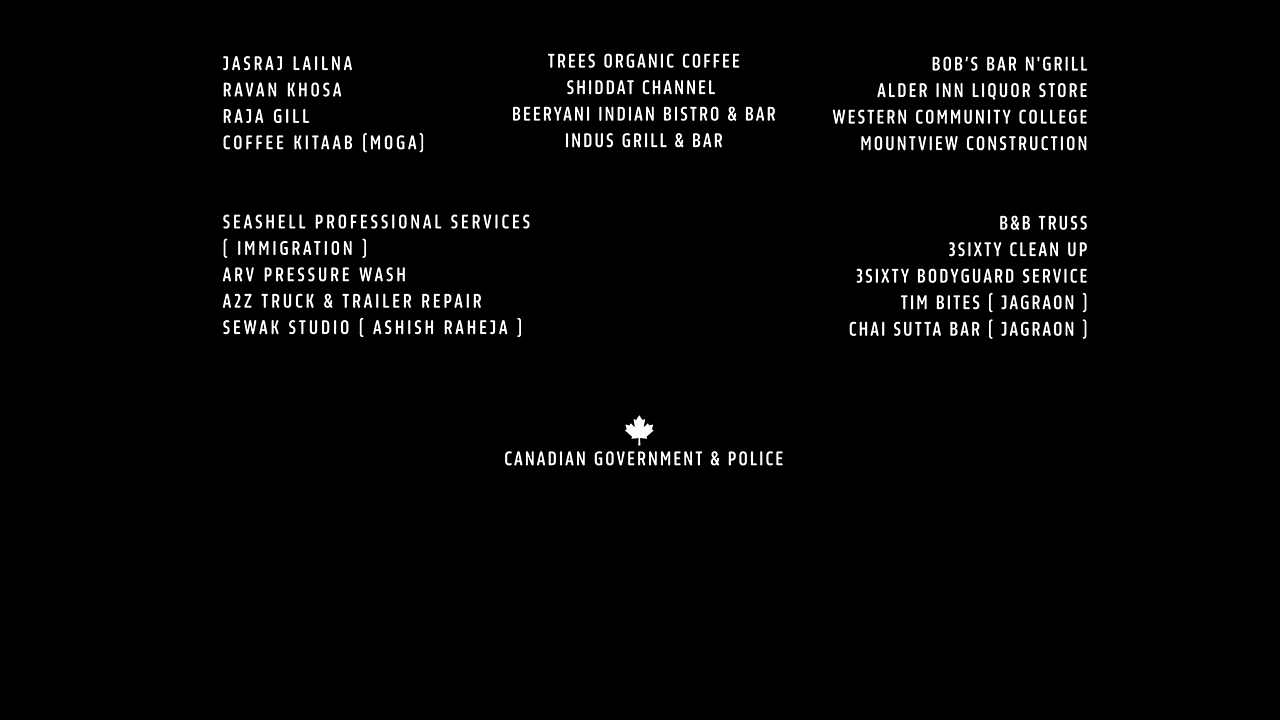 JASRAJ LAILNA
RAVAN KHOSA
RAJA GILL
COFFEE KITAAB (MOGA)
TREES ORGANIC COFFEE
SHIDDAT CHANNEL
BEERYANI INDIAN BISTRO & BAR
INDUS GRILL & BAR
BOB'S BAR N'GRILL
ALDER INN LIQUOR STORE
WESTERN COMMUNITY COLLEGE
MOUNTVIEW CONSTRUCTION
SEASHELL PROFESSIONAL SERVICES
( IMMIGRATION )
ARV PRESSURE WASH
A2Z TRUCK & TRAILER REPAIR
SEWAK STUDIO ( ASHISH RAHEJA )
B&B TRUSS
3SIXTY CLEAN UP
3SIXTY BODYGUARD SERVICE
TIM BITES ( JAGRAON )
CHAI SUTTA BAR ( JAGRAON )
CANADIAN GOVERNMENT & POLICE